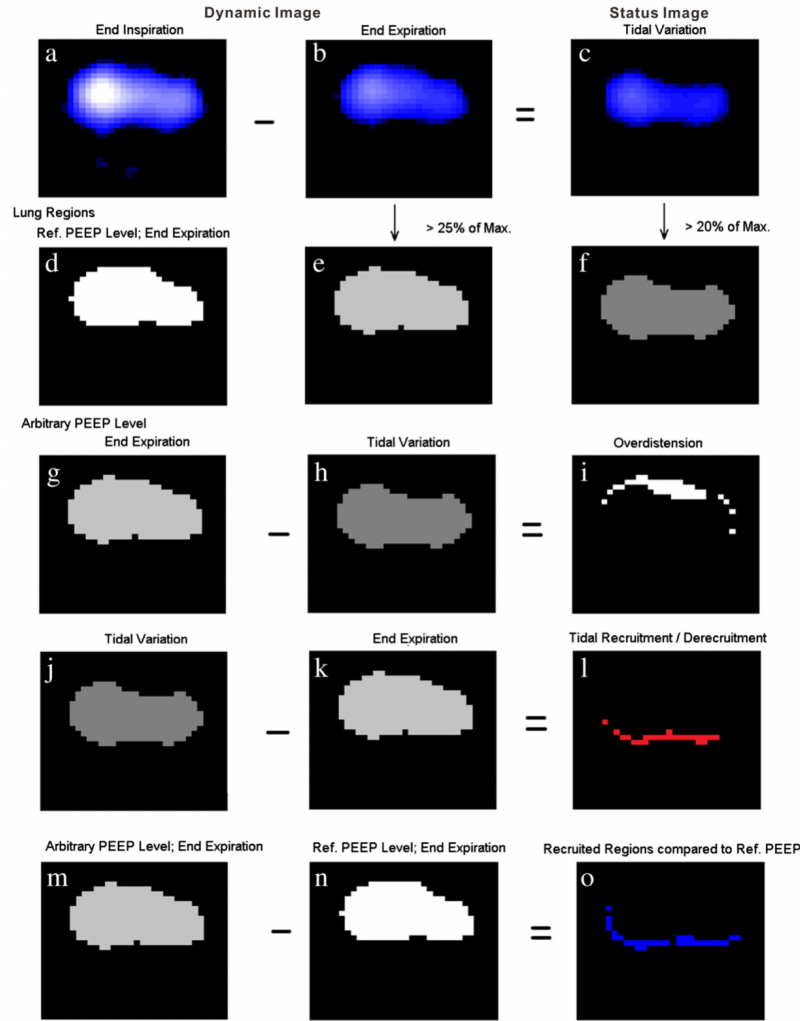 Dynamic Image
Status Image
End Inspiration
End Expiration
Tidal Variation
a
b
c
–
=
Lung Regions
> 25% of Max.
> 20% of Max.
Ref. PEEP Level; End Expiration
d
e
f
Arbitrary PEEP Level
End Expiration
Tidal Variation
Overdistension
g
h
i
–
=
Tidal Variation
End Expiration
Tidal Recruitment / Derecruitment
j
k
l
–
=
Arbitrary PEEP Level; End Expiration
Ref. PEEP Level; End Expiration
Recruited Regions compared to Ref. PEEP
m
n
o
–
=